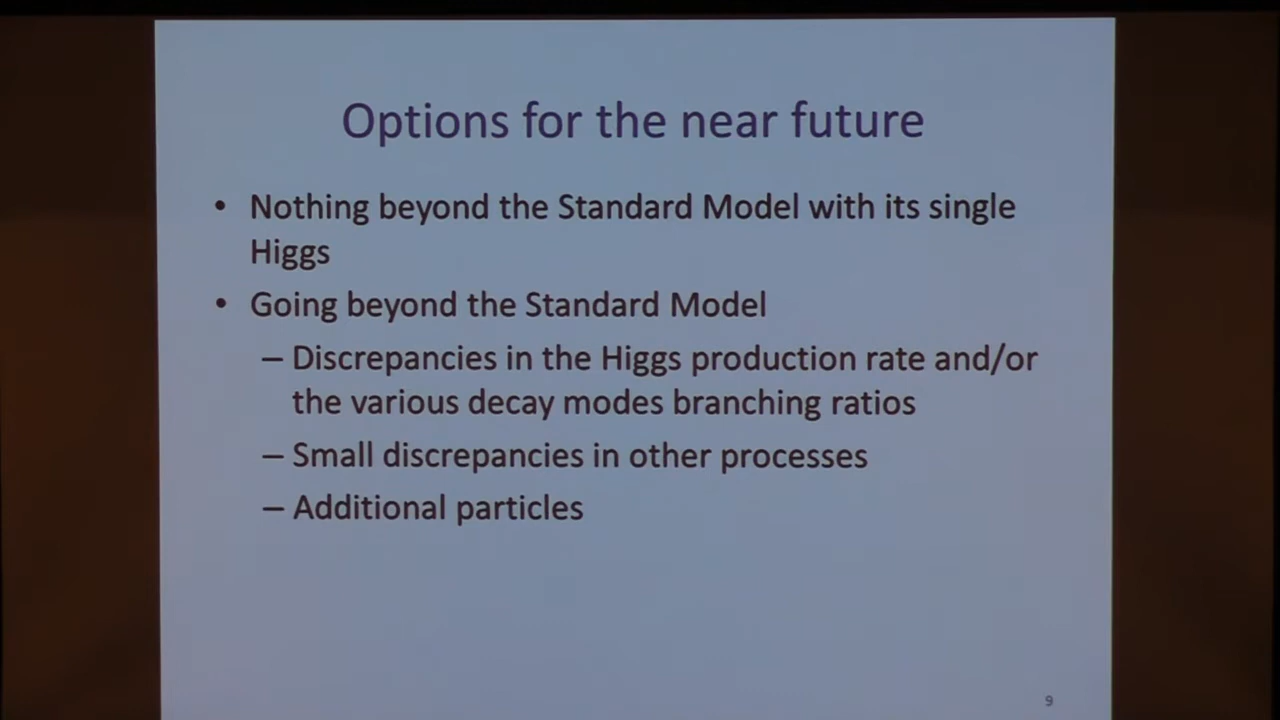 Options for the near future
• Nothing beyond the Standard Model with its single
Higgs
• Going beyond the Standard Model
– Discrepancies in the Higgs production rate and/or
the various decay modes branching ratios
– Small discrepancies in other processes
– Additional particles
9